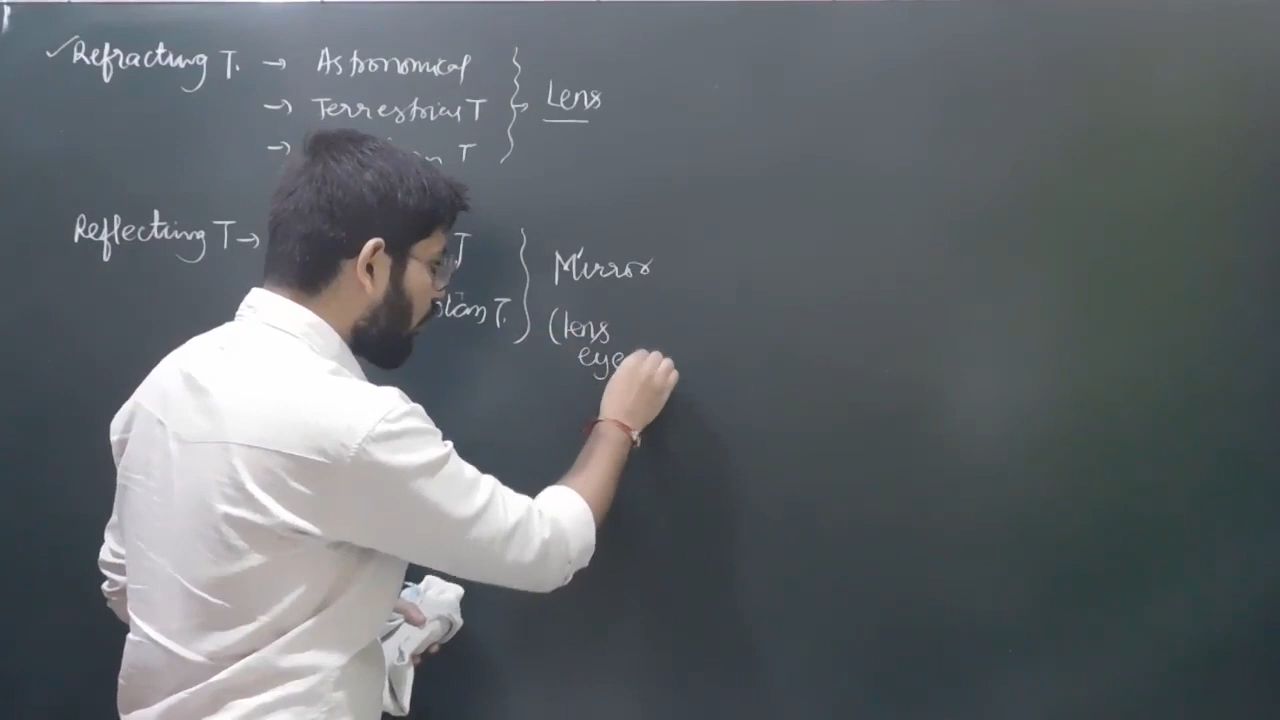 ✓Refracting T. → Astronomical
→ Terrestrial T
→ T
} → Lens
Reflecting T → T
T.
} Mirror
(lens
eye